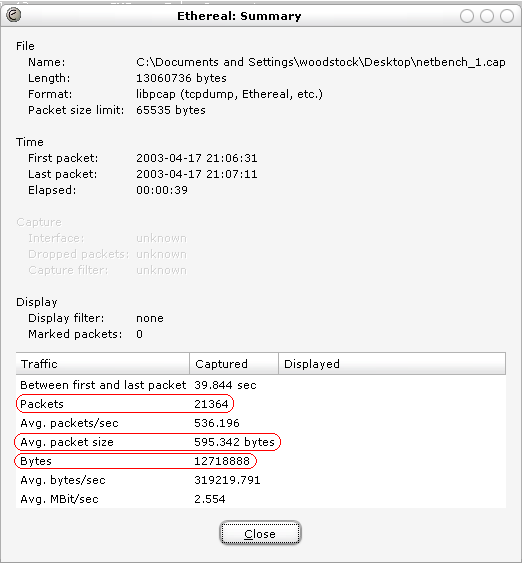 Ethereal: Summary
File
Name: C:\Documents and Settings\woodstock\Desktop\netbench_1.cap
Length: 13060736 bytes
Format: libpcap (tcpdump, Ethereal, etc.)
Packet size limit: 65535 bytes
Time
First packet: 2003-04-17 21:06:31
Last packet: 2003-04-17 21:07:11
Elapsed: 00:00:39
Capture
Interface: unknown
Dropped packets: unknown
Capture filter: unknown
Display
Display filter: none
Marked packets: 0
Traffic Captured Displayed
Between first and last packet 39.844 sec
Packets 21364
Avg. packets/sec 536.196
Avg. packet size 595.342 bytes
Bytes 12718888
Avg. bytes/sec 319219.791
Avg. MBit/sec 2.554
Close